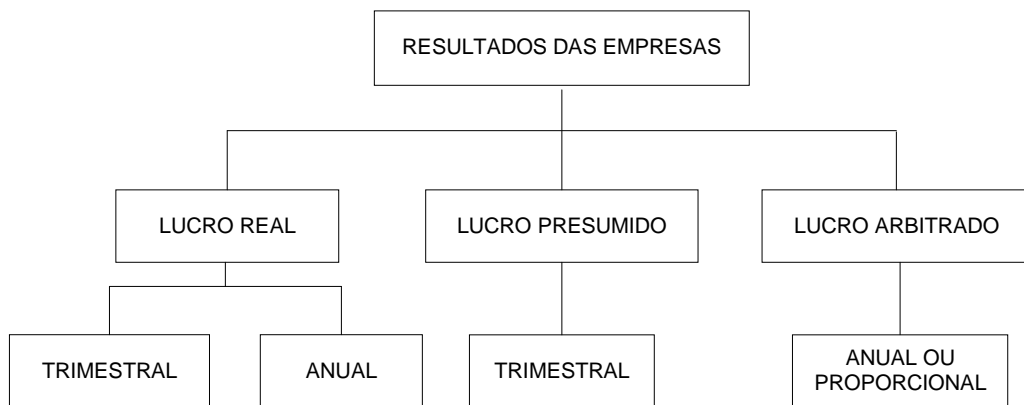 RESULTADOS DAS EMPRESAS
LUCRO REAL
LUCRO PRESUMIDO
LUCRO ARBITRADO
TRIMESTRAL
ANUAL
TRIMESTRAL
ANUAL OU
PROPORCIONAL